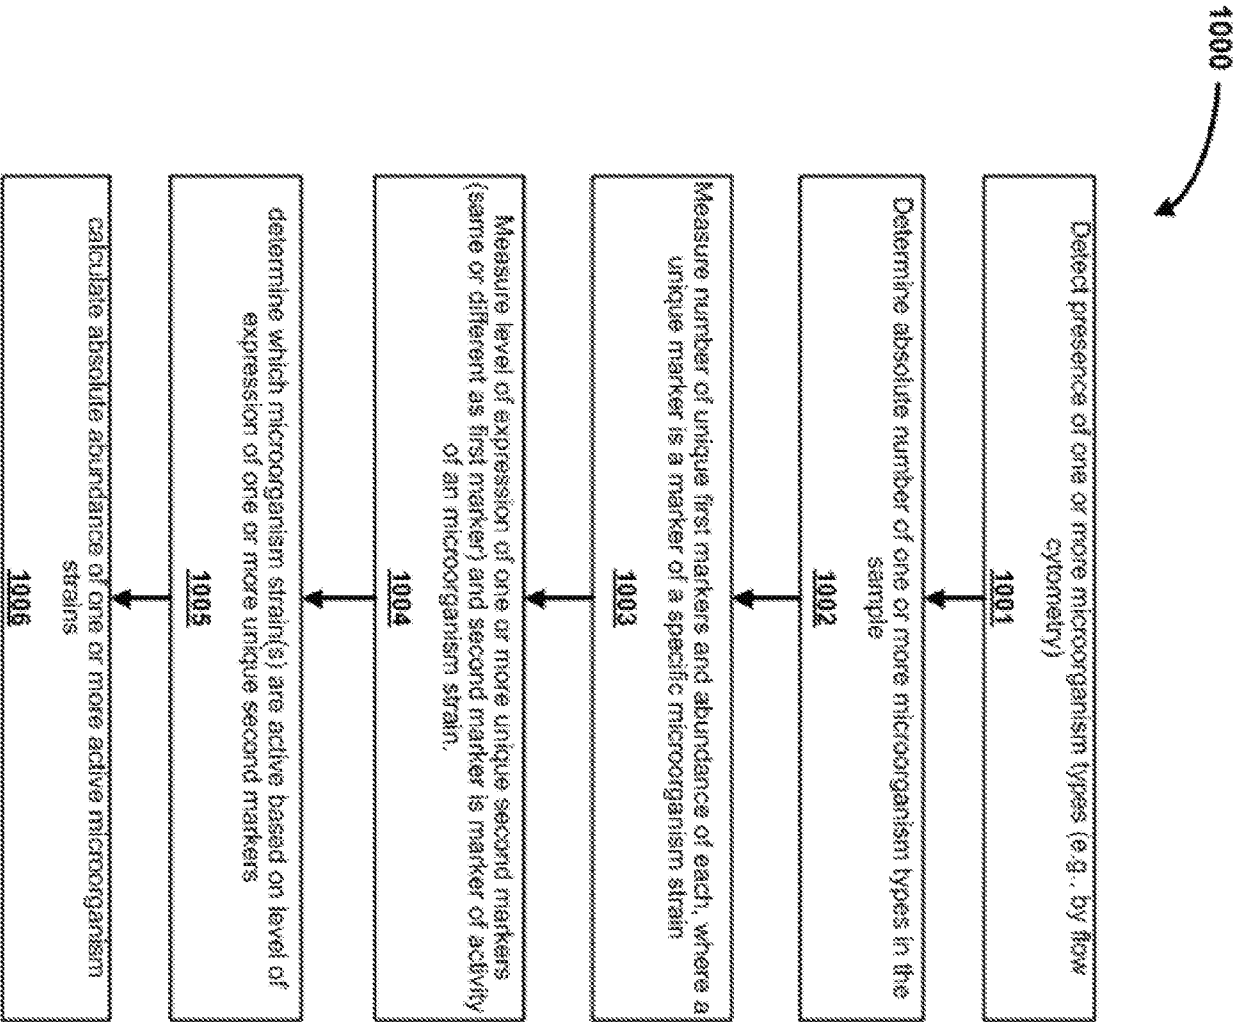 1000
Detect presence of one or more microorganism types (e.g., by flow
cytometry)
1001
Determine absolute number of one or more microorganism types in the
sample
1002
Measure number of unique first markers and abundance of each, where a
unique marker is a marker of a specific microorganism strain
1003
Measure level of expression of one or more unique second markers
(same or different as first marker) and second marker is marker of activity
of an microorganism strain.
1004
determine which microorganism strain(s) are active based on level of
expression of one or more unique second markers
1005
calculate absolute abundance of one or more active microorganism
strains
1006